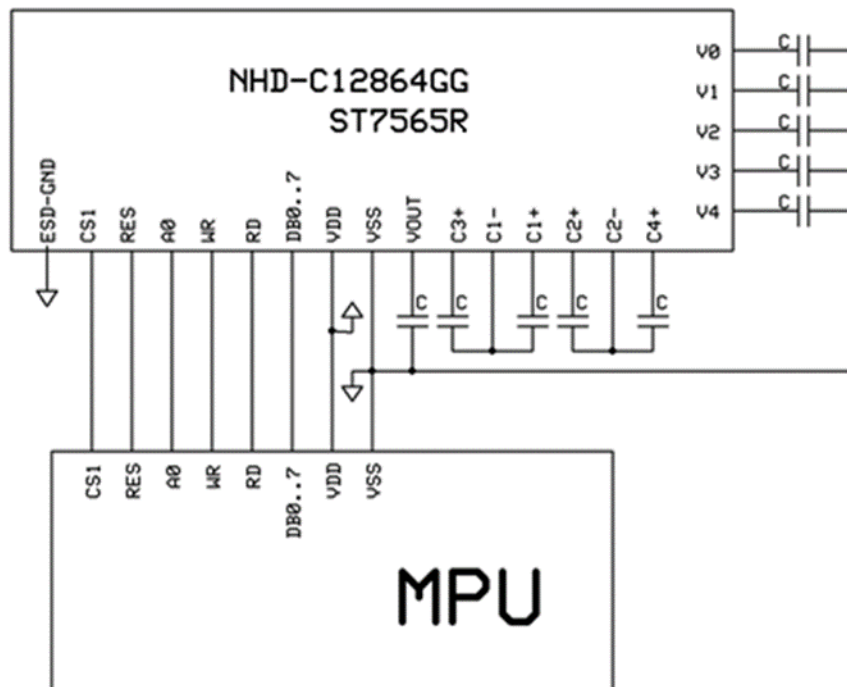 NHD-C12864GG
ST7565R
V0 C
V1 C
V2 C
V3 C
V4 C
ESD-GND CS1 RES A0 WR RD DB0..7 VDD VSS VOUT C3+ C1- C1+ C2+ C2- C4+
C C C C C
CS1 RES A0 WR RD DB0..7 VDD VSS
MPU